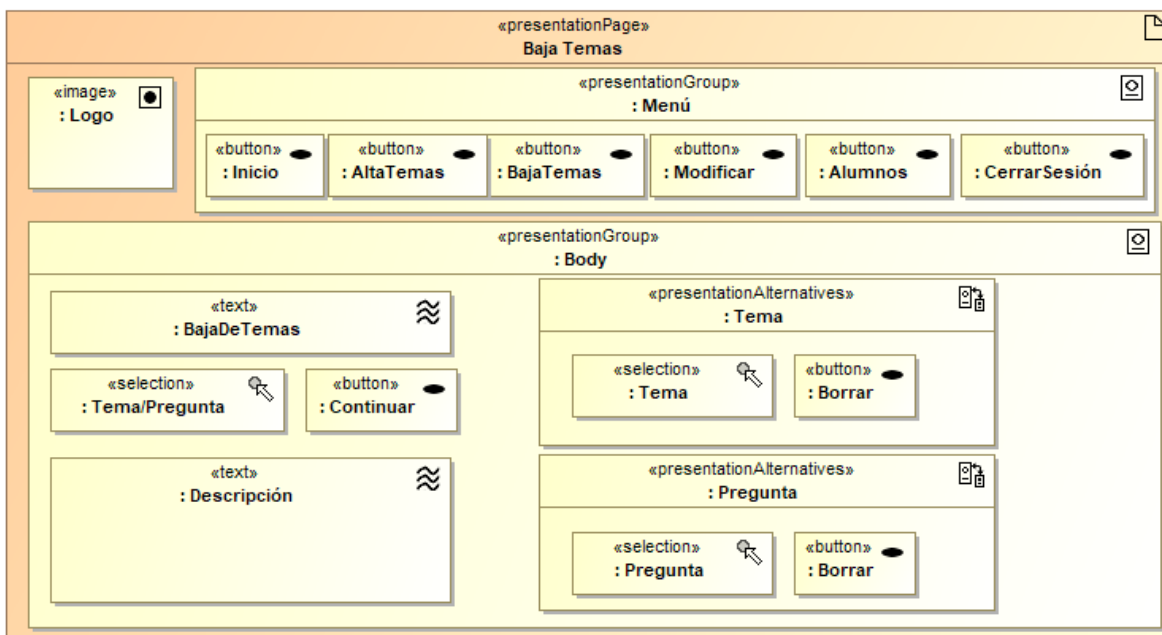 «presentationPage»
Baja Temas
«image»
: Logo
«presentationGroup»
: Menú
«button»
: Inicio
«button»
: AltaTemas
«button»
: BajaTemas
«button»
: Modificar
«button»
: Alumnos
«button»
: CerrarSesión
«presentationGroup»
: Body
«text»
: BajaDeTemas
«selection»
: Tema/Pregunta
«button»
: Continuar
«text»
: Descripción
«presentationAlternatives»
: Tema
«selection»
: Tema
«button»
: Borrar
«presentationAlternatives»
: Pregunta
«selection»
: Pregunta
«button»
: Borrar